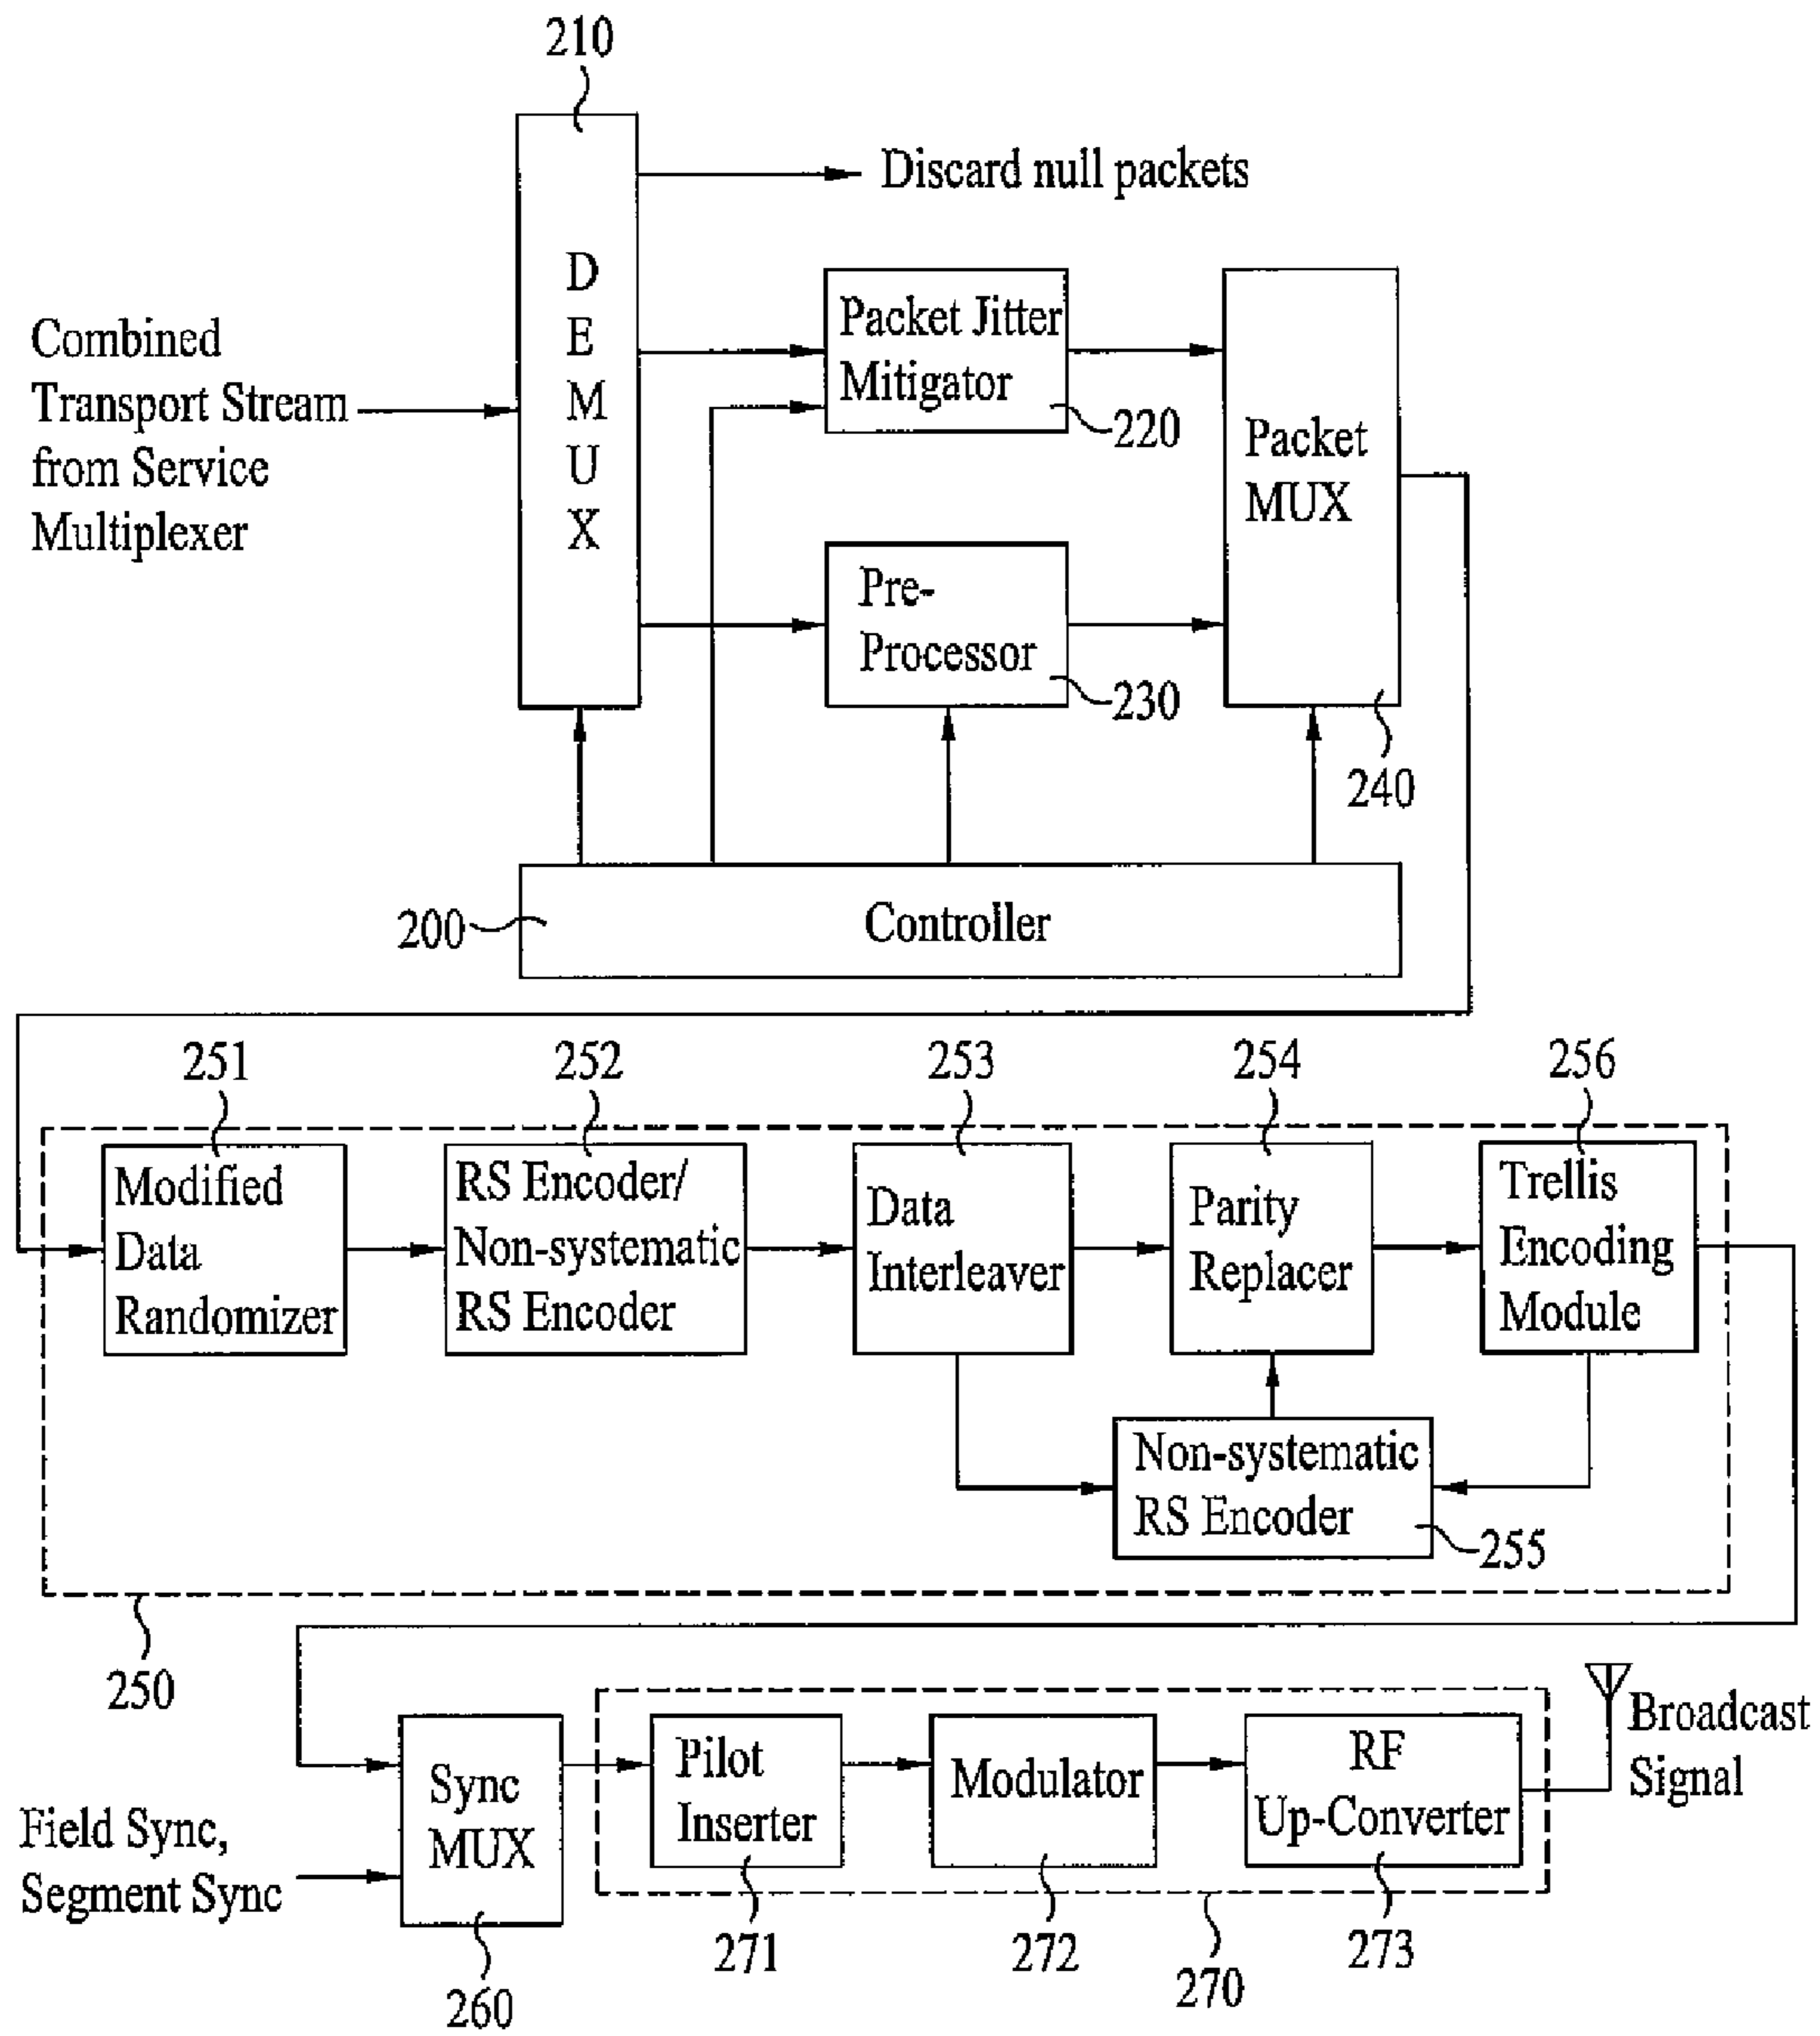 210
Discard null packets
DEMUX
Combined
Transport Stream
from Service
Multiplexer
Packet Jitter
Mitigator
220
Packet
MUX
Pre-
Processor
230
240
200
Controller
251
252
253
254
256
Modified
Data
Randomizer
RS Encoder/
Non-systematic
RS Encoder
Data
Interleaver
Parity
Replacer
Trellis
Encoding
Module
Non-systematic
RS Encoder
255
250
Field Sync,
Segment Sync
Sync
MUX
260
Pilot
Inserter
271
Modulator
272
RF
Up-Converter
273
270
Broadcast
Signal